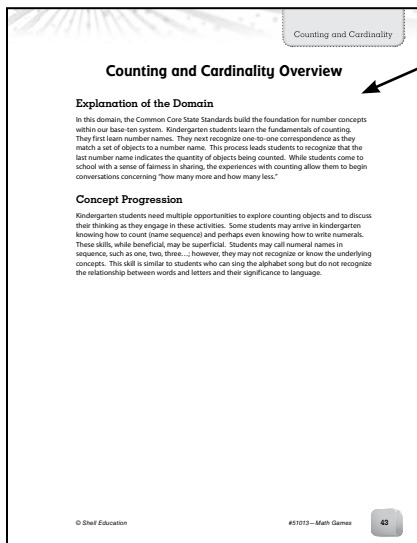 Counting and Cardinality
Counting and Cardinality Overview
Explanation of the Domain
In this domain, the Common Core State Standards build the foundation for number concepts
within our base-ten system. Kindergarten students learn the fundamentals of counting.
They first learn number names. They next recognize one-to-one correspondence as they
match a set of objects to a number name. This process leads students to recognize that the
last number name indicates the quantity of objects being counted. While students come to
school with a sense of fairness in sharing, the experiences with counting allow them to begin
conversations concerning “how many more and how many less.”
Concept Progression
Kindergarten students need multiple opportunities to explore counting objects and to discuss
their thinking as they engage in these activities. Some students may arrive in kindergarten
knowing how to count (name sequence) and perhaps even knowing how to write numerals.
These skills, while beneficial, may be superficial. Students may call numeral names in
sequence, such as one, two, three...; however, they may not recognize or know the underlying
concepts. This skill is similar to students who can sing the alphabet song but do not recognize
the relationship between words and letters and their significance to language.
© Shell Education #51013—Math Games 43